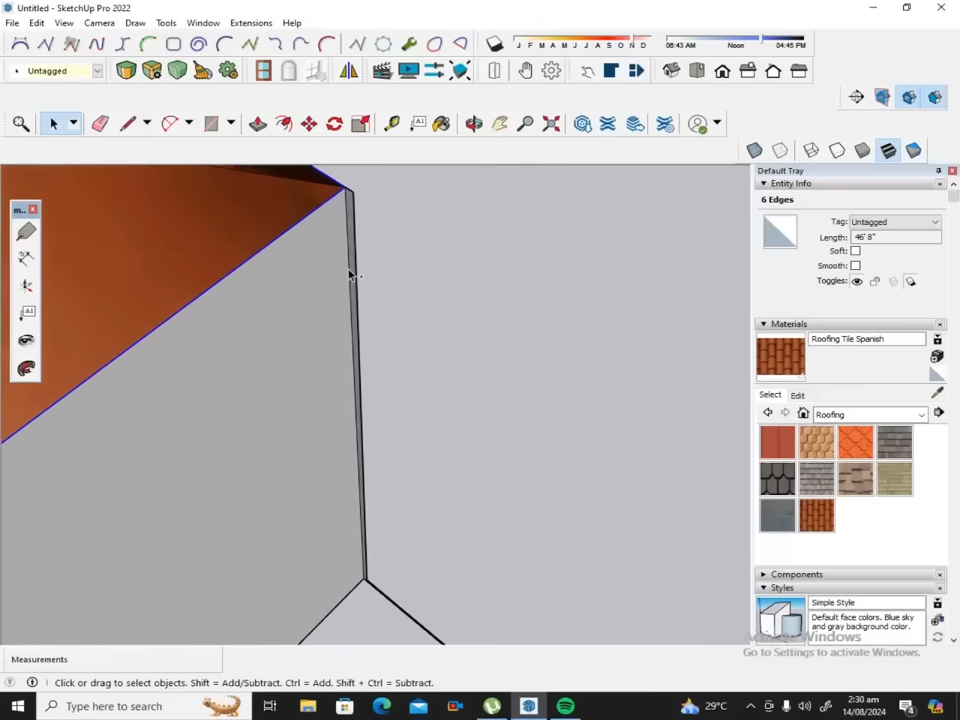 Untitled - SketchUp Pro 2022
File Edit View Camera Draw Tools Window Extensions Help
J F M A M J J A S O N D 06:43 AM Noon 04:45 PM
Untagged
Default Tray
Entity Info
6 Edges
Tag: Untagged
Length: 46' 8"
Soft:
Smooth:
Toggles:
m...
A1
Materials
Roofing Tile Spanish
Select Edit
Roofing
Components
Styles
Simple Style
Default face colors. Blue sky
and gray background color.
Activate Windows
Go to Settings to activate Windows.
Measurements
Click or drag to select objects. Shift = Add/Subtract. Ctrl = Add. Shift + Ctrl = Subtract.
Type here to search
29°C
2:30 am
14/08/2024
4